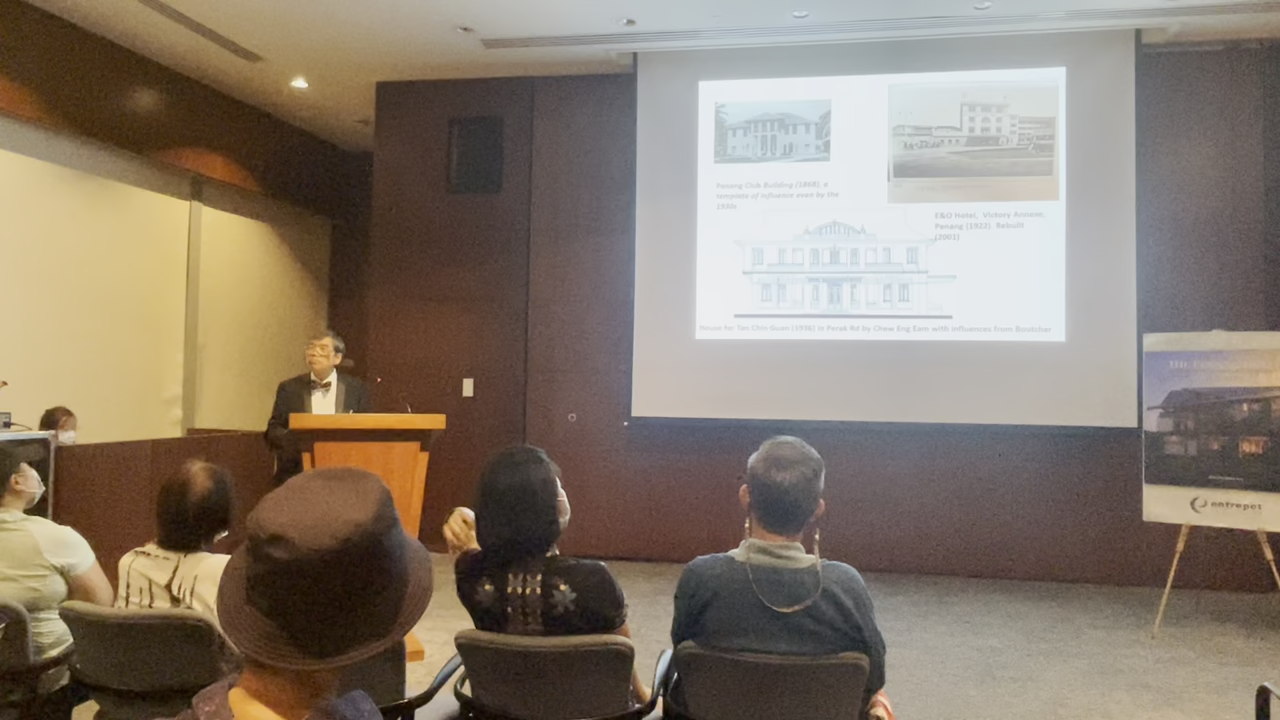 Penang Club Building (1868), a
template of influence even by the
1930s
E&O Hotel, Victory Annexe,
Penang (1922) Rebuilt
(2001)
House for Tan Chin Guan (1936) in Perak Rd by Chew Eng Eam with influences from Boutcher
entrepot